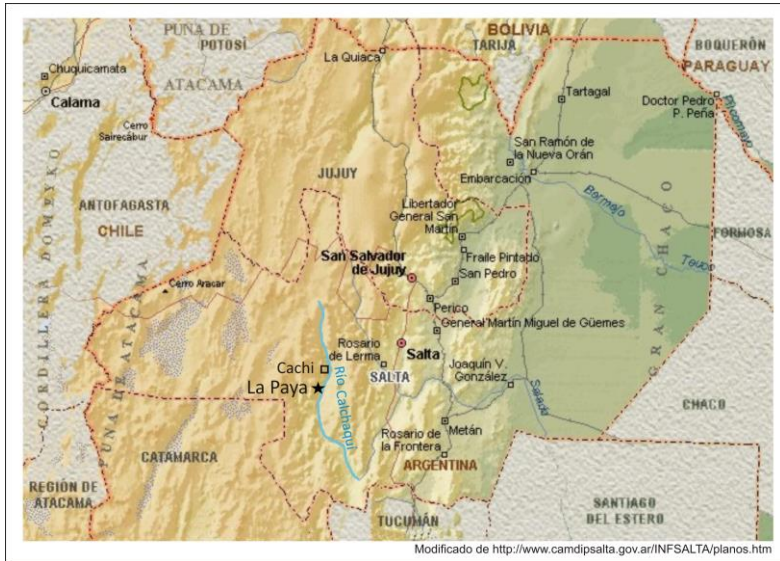 PUNA DE
POTOSÌ
ATACAMA
BOLIVIA
TARIJA
BOQUERÒN
PARAGUAY
La Quiaca
Chuquicamata
Calama
Cerro
Sairecábur
Tartagal
Doctor Pedro
P. Peña
Pilcomayo
San Ramón de
la Nueva Orán
Embarcación
JUJUY
Libertador
General San
Martín
Bermejo
ANTOFAGASTA
CHILE
CORDILLERA DOMEYKO
FORMOSA
San Salvador
de Jujuy
Fraile Pintado
San Pedro
Teuco
Cerro Aracar
Perico
General Martín Miguel de Güemes
GRAN CHACO
PUNA DE ATACAMA
Rosario
de Lerma
Salta
Cachi
La Paya
Río Calchaquí
SALTA
Joaquín V.
González
Salado
CHACO
Metán
Rosario de
la Frontera
CATAMARCA
ARGENTINA
REGIÓN DE
ATACAMA
SANTIAGO
DEL ESTERO
TUCUMÁN
Modificado de http://www.camdipsalta.gov.ar/INFSALTA/planos.htm